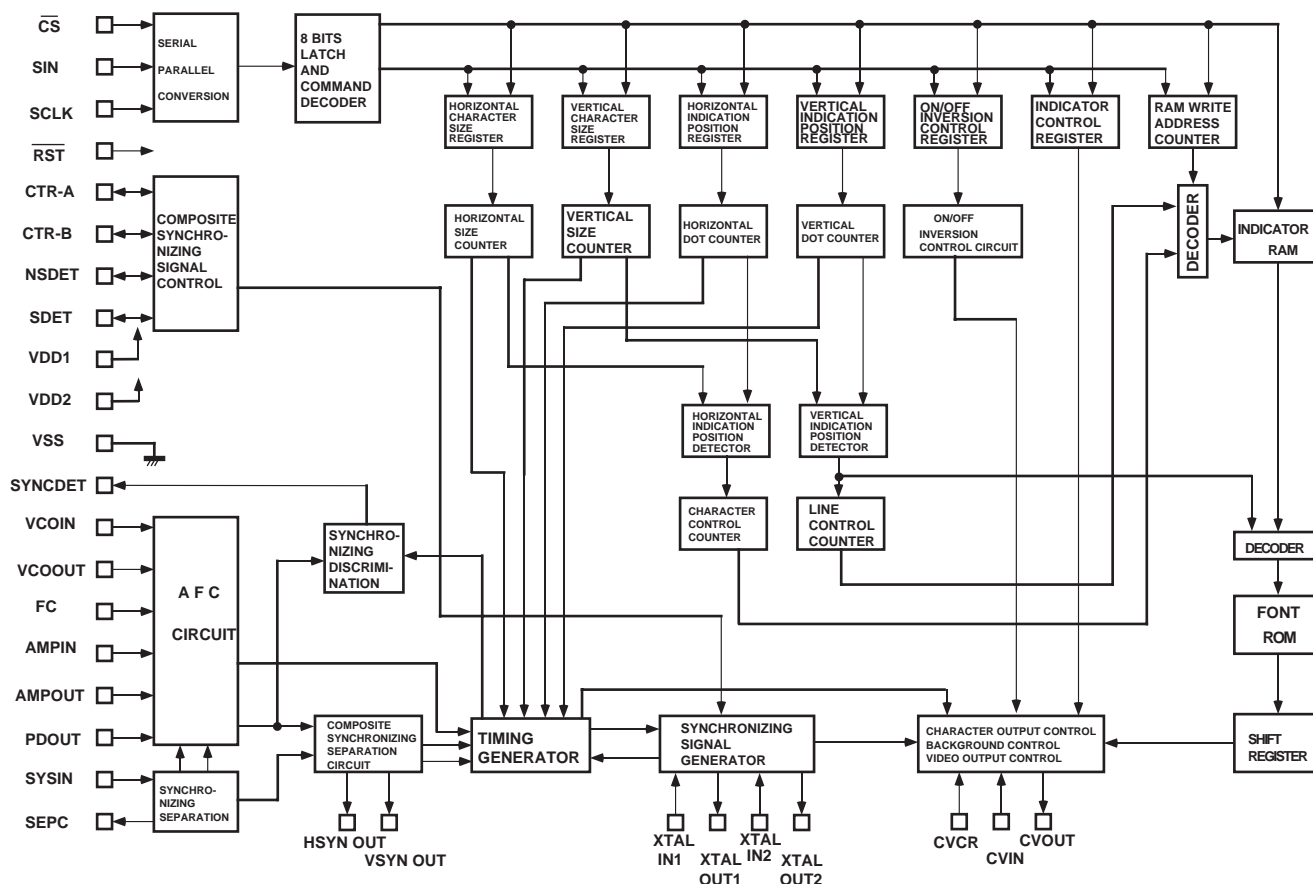 CS
SIN
SCLK
RST
CTR-A
CTR-B
NSDET
SDET
VDD1
VDD2
VSS
SYNCDET
VCOIN
VCOOUT
FC
AMPIN
AMPOUT
PDOUT
SYSIN
SEPC
SERIAL
PARALLEL
CONVERSION
8 BITS
LATCH
AND
COMMAND
DECODER
HORIZONTAL
CHARACTER
SIZE
REGISTER
VERTICAL
CHARACTER
SIZE
REGISTER
HORIZONTAL
INDICATION
POSITION
REGISTER
VERTICAL
INDICATION
POSITION
REGISTER
ON/OFF
INVERSION
CONTROL
REGISTER
INDICATOR
CONTROL
REGISTER
RAM WRITE
ADDRESS
COUNTER
COMPOSITE
SYNCHRO-
NIZING
SIGNAL
CONTROL
HORIZONTAL
SIZE COUNTER
VERTICAL
SIZE
COUNTER
HORIZONTAL
DOT COUNTER
VERTICAL
DOT COUNTER
ON/OFF
INVERSION
CONTROL CIRCUIT
DECODER
INDICATOR
RAM
HORIZONTAL
INDICATION
POSITION
DETECTOR
VERTICAL
INDICATION
POSITION
DETECTOR
CHARACTER
CONTROL
COUNTER
LINE
CONTROL
COUNTER
SYNCHRO-
NIZING
DISCRIMI-
NATION
DECODER
FONT
ROM
A F C
CIRCUIT
COMPOSITE
SYNCHRONIZING
SEPARATION
CIRCUIT
TIMING
GENERATOR
SYNCHRONIZING
SIGNAL
GENERATOR
CHARACTER OUTPUT CONTROL
BACKGROUND CONTROL
VIDEO OUTPUT CONTROL
SHIFT
REGISTER
SYNCHRO-
NIZING
SEPARATION
HSYN OUT
VSYN OUT
XTAL
IN1
XTAL
OUT1
XTAL
IN2
XTAL
OUT2
CVCR
CVIN
CVOUT